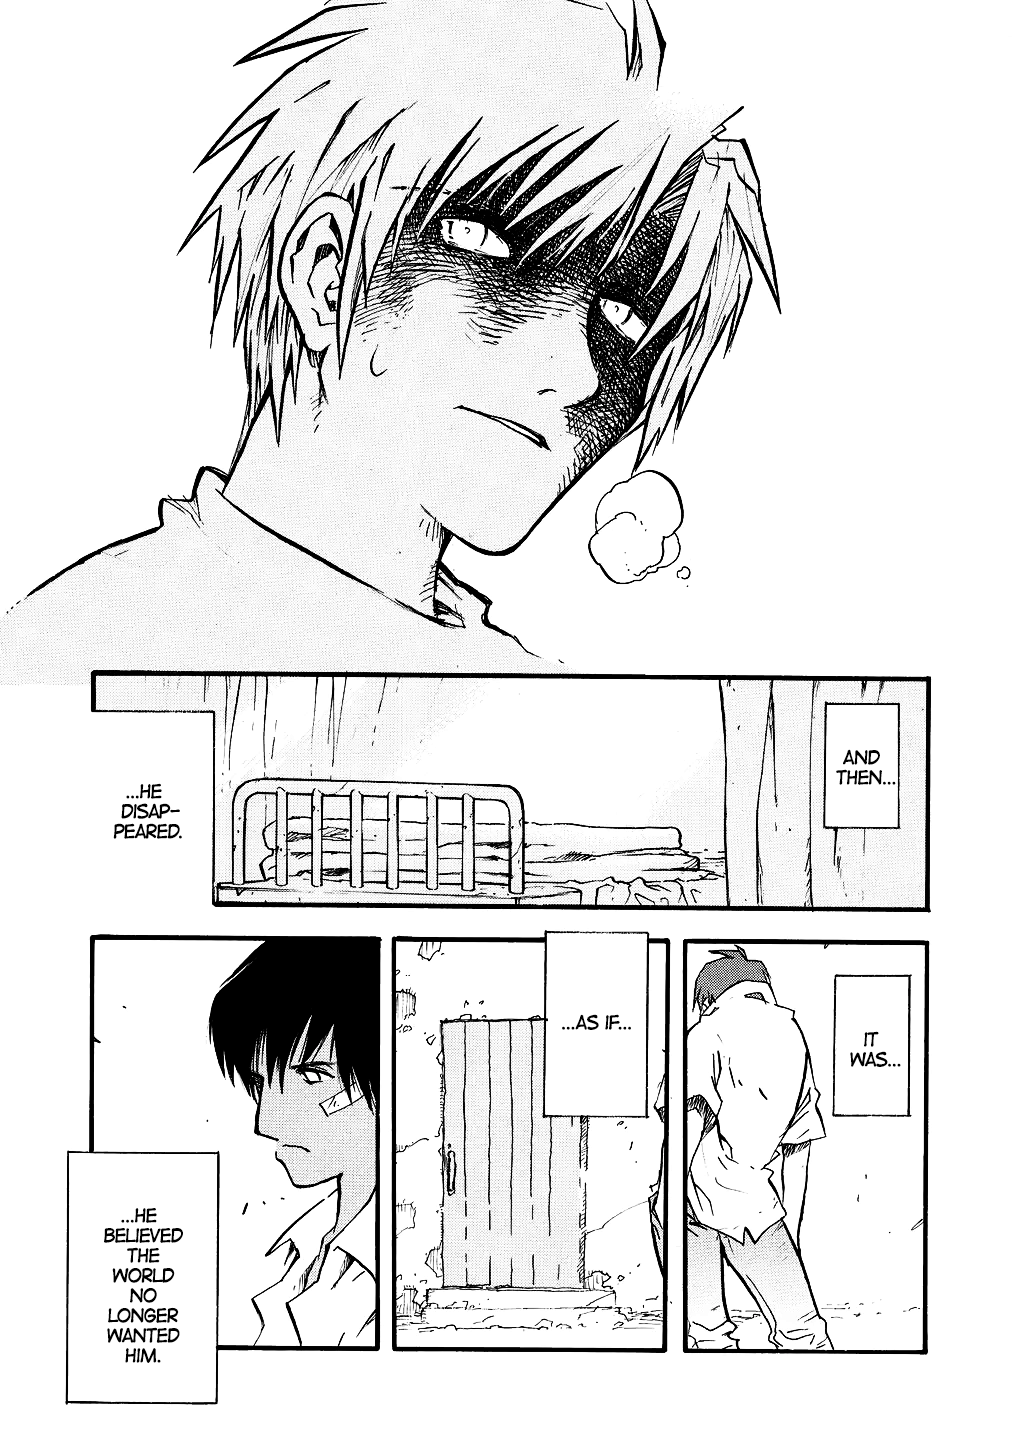 AND
THEN...
...HE
DISAP-
PEARED.
IT
WAS...
...AS IF...
...HE
BELIEVED
THE
WORLD
NO
LONGER
WANTED
HIM.